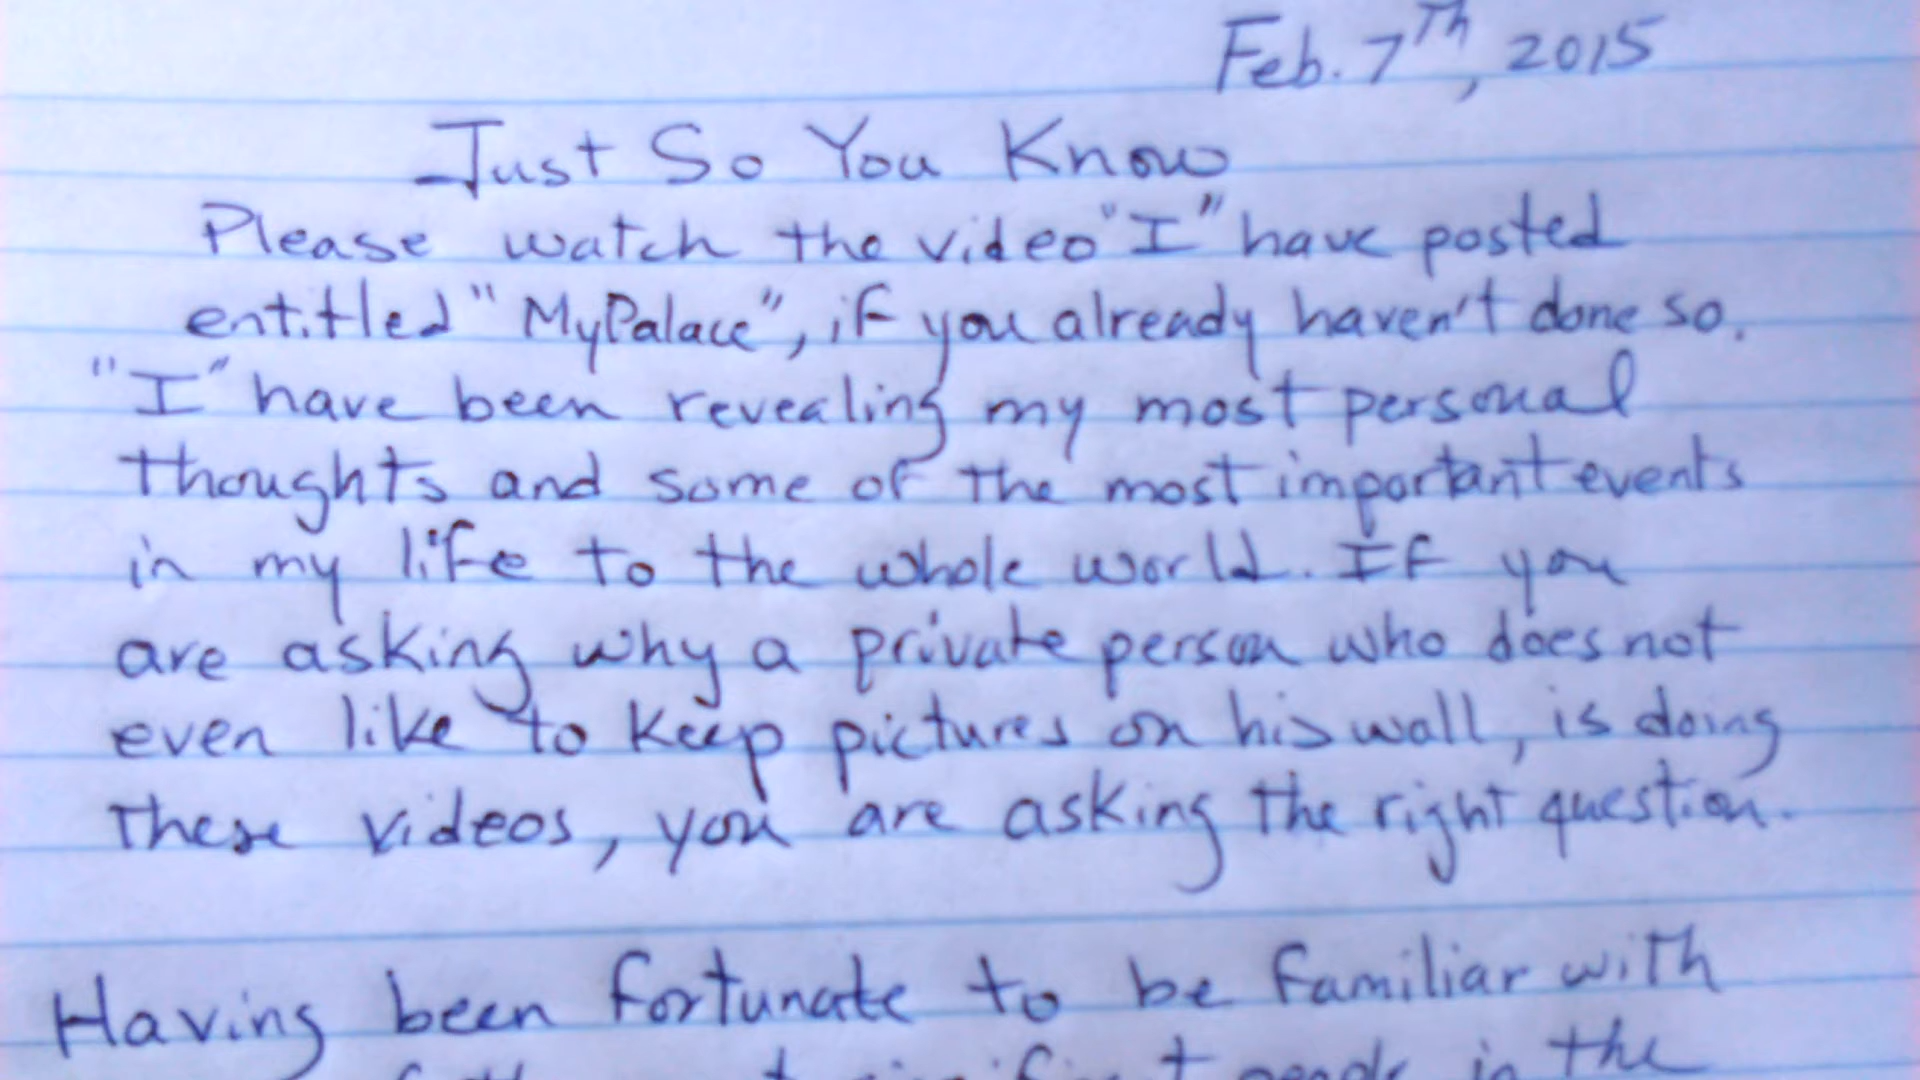 Feb. 7Th, 2015
Just So You Know
Please watch the video "I" have posted
entitled "MyPalace", if you already haven't done so.
"I" have been revealing my most personal
thoughts and some of the most important events
in my life to the whole world. If you
are asking why a private person who does not
even like to keep pictures on his wall, is doing
these videos, you are asking the right question.
Having been fortunate to be familiar with
people in the